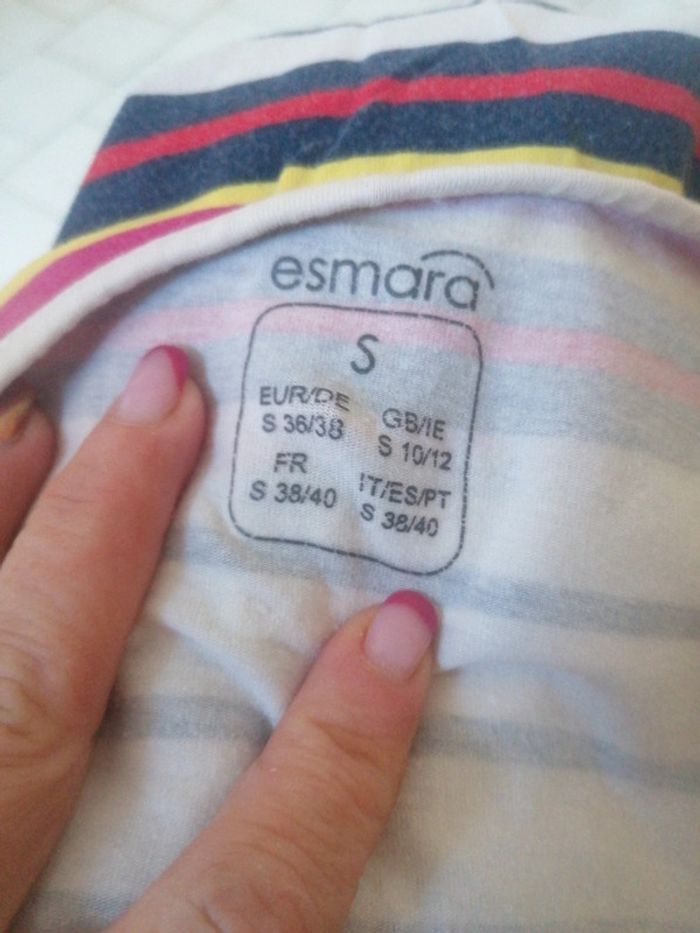 esmara
S
EUR/DE
S 36/38
GB/IE
S 10/12
FR
S 38/40
IT/ES/PT
S 38/40